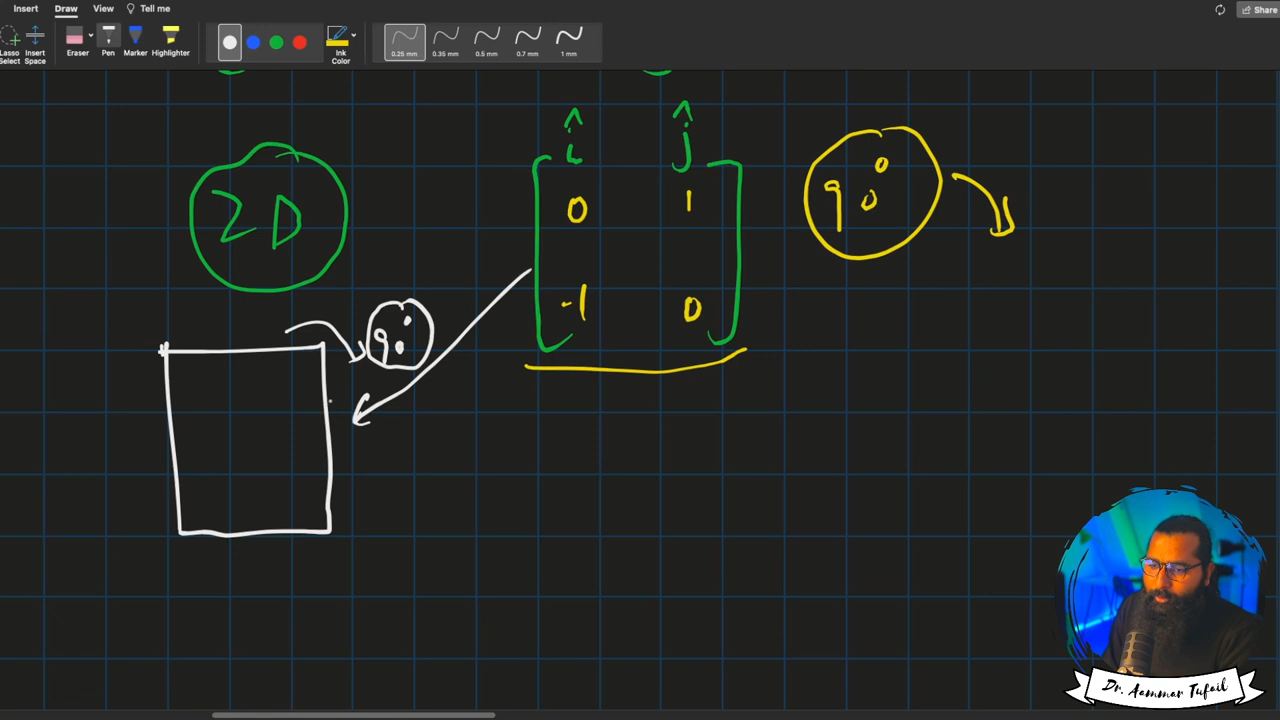 Insert Draw View Tell me
Share
Lasso Select
Insert Space
Eraser
Pen
Marker
Highlighter
Ink Color
0.25 mm
0.35 mm
0.5 mm
0.7 mm
1 mm
î ĵ
2D
0 1
90°
-1 0
90°
Dr. Aammar Tufail